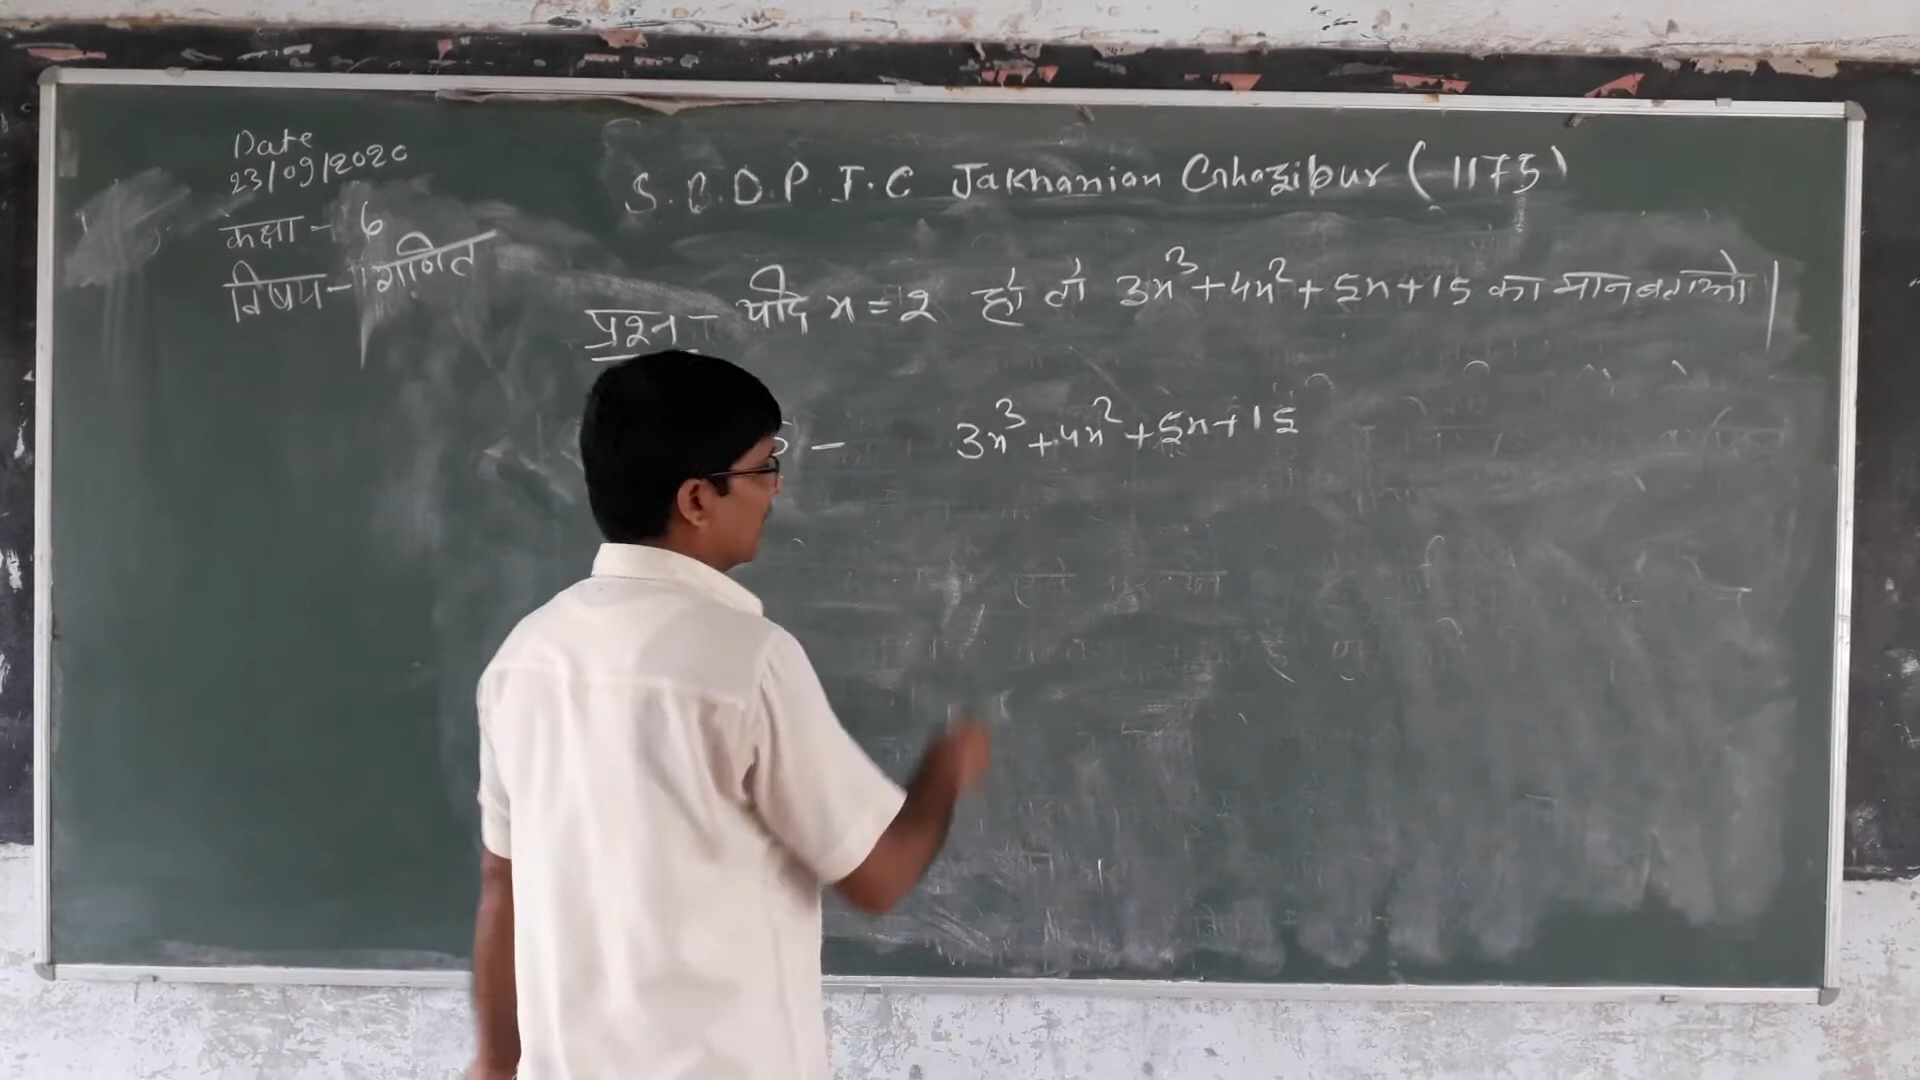 Date
23/09/2020
कक्षा - 6
विषय - गणित
S.B.D.P.I.C Jakhanian Ghazipur (1175)
प्रश्न - यदि x = 2 हो तो 3x³+4x²+5x+15 का मान बताओ|
- 3x³+4x²+5x+15